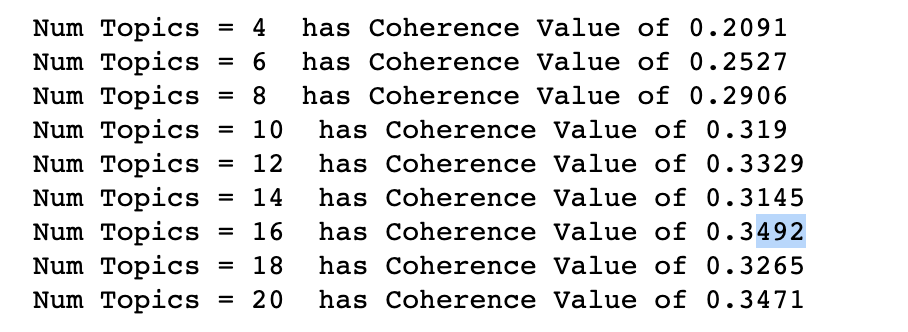 Num Topics = 4  has Coherence Value of 0.2091
Num Topics = 6  has Coherence Value of 0.2527
Num Topics = 8  has Coherence Value of 0.2906
Num Topics = 10  has Coherence Value of 0.319
Num Topics = 12  has Coherence Value of 0.3329
Num Topics = 14  has Coherence Value of 0.3145
Num Topics = 16  has Coherence Value of 0.3492
Num Topics = 18  has Coherence Value of 0.3265
Num Topics = 20  has Coherence Value of 0.3471